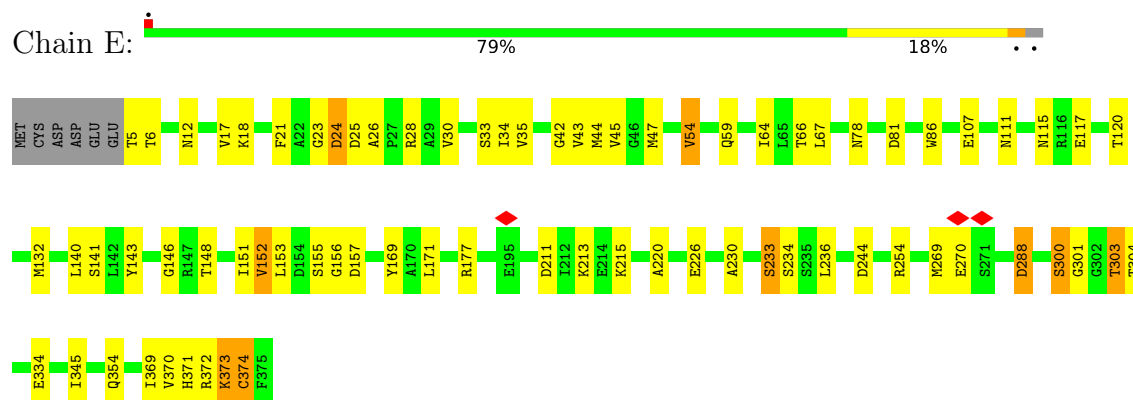 Chain E:
79% 18%
MET CYS ASP ASP GLU GLU T5 T6 N12 V17 K18 F21 A22 G23 D24 D25 A26 P27 R28 A29 V30 S33 I34 V35 G42 V43 M44 V45 G46 M47 V54 Q59 I64 L65 T66 L67 N78 D81 W86 E107 N111 N115 R116 E117 T120
M132 L140 S141 L142 Y143 G146 R147 T148 I151 V152 L153 D154 S155 G156 D157 Y169 A170 L171 R177 E195 D211 I212 K213 E214 K215 A220 E226 A230 S233 S234 S235 L236 D244 R254 M269 E270 S271 D288 S300 G301 G302 T303
E334 I345 Q354 I369 V370 H371 R372 K373 C374 F375